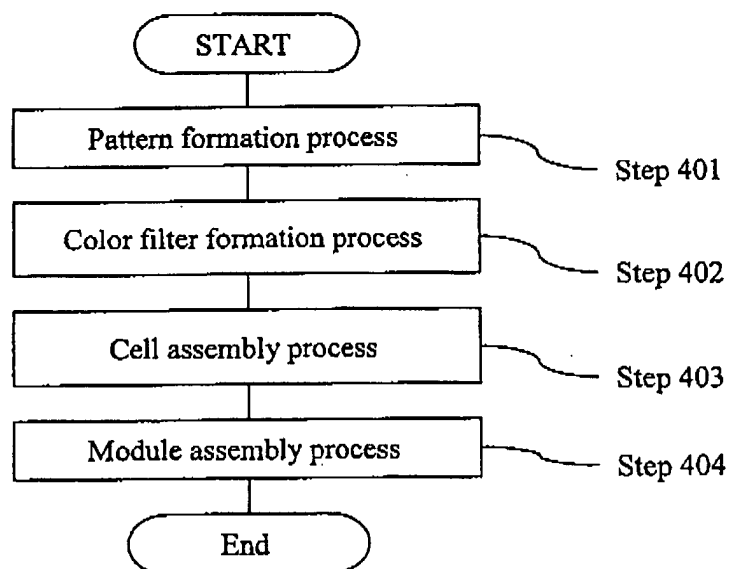 START
Pattern formation process
Step 401
Color filter formation process
Step 402
Cell assembly process
Step 403
Module assembly process
Step 404
End